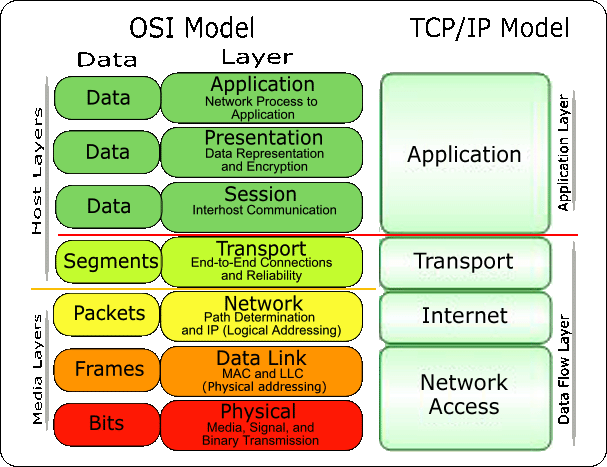 OSI Model
TCP/IP Model
Data
Layer
Host Layers
Data
Application
Network Process to
Application
Data
Presentation
Data Representation
and Encryption
Data
Session
Interhost Communication
Segments
Transport
End-to-End Connections
and Reliability
Media Layers
Packets
Network
Path Determination
and IP (Logical Addressing)
Frames
Data Link
MAC and LLC
(Physical addressing)
Bits
Physical
Media, Signal, and
Binary Transmission
Application
Application Layer
Transport
Internet
Network
Access
Data Flow Layer